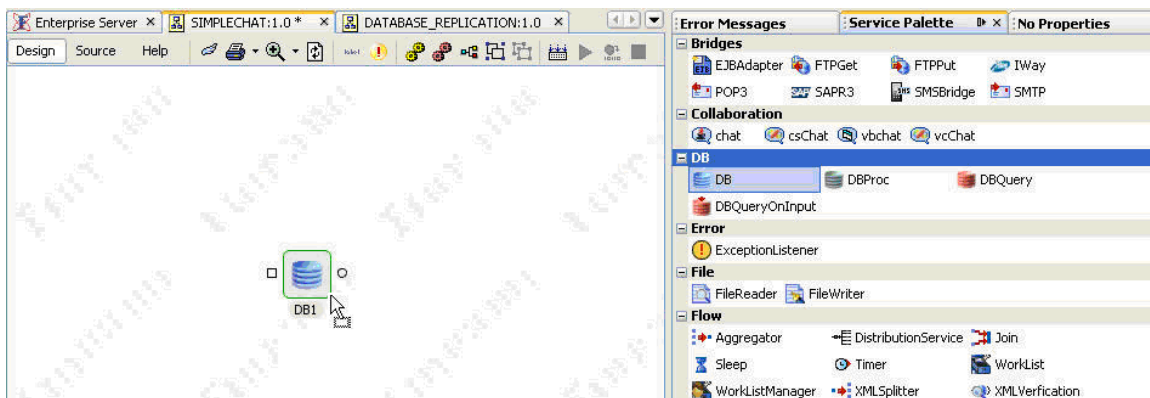 Enterprise Server × SIMPLECHAT:1.0 * × DATABASE_REPLICATION:1.0 ×
Design Source Help
DB1
Error Messages Service Palette × No Properties
Bridges
EJBAdapter FTPGet FTPPut IWay
POP3 SAPR3 SMSBridge SMTP
Collaboration
chat csChat vbchat vcChat
DB
DB DBProc DBQuery
DBQueryOnInput
Error
ExceptionListener
File
FileReader FileWriter
Flow
Aggregator DistributionService Join
Sleep Timer WorkList
WorkListManager XMLSplitter XMLVerfication